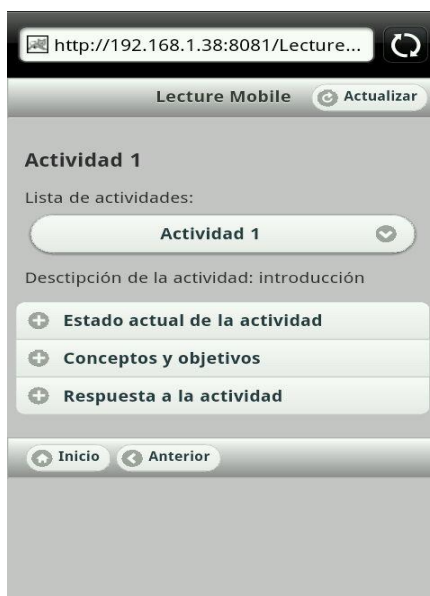 http://192.168.1.38:8081/Lecture...
Lecture Mobile Actualizar
Actividad 1
Lista de actividades:
Actividad 1
Desctipción de la actividad: introducción
Estado actual de la actividad
Conceptos y objetivos
Respuesta a la actividad
Inicio Anterior